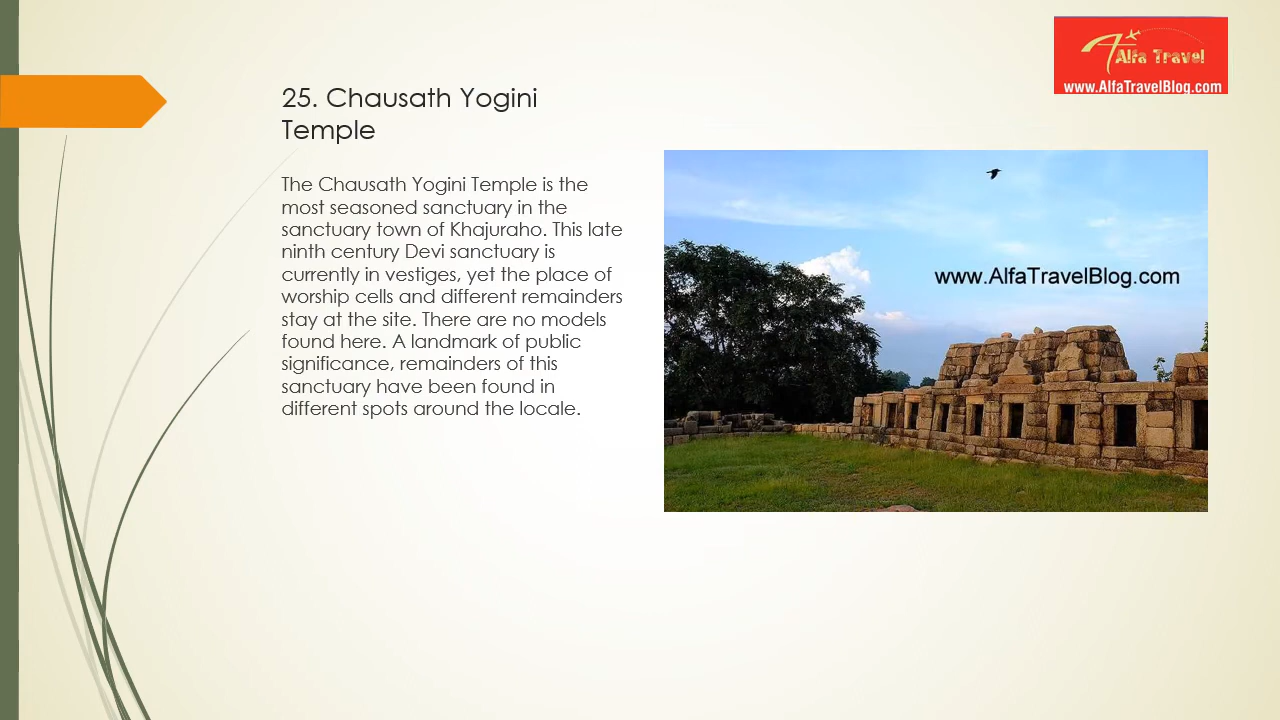 Alfa Travel
www.AlfaTravelBlog.com
25. Chausath Yogini
Temple
The Chausath Yogini Temple is the
most seasoned sanctuary in the
sanctuary town of Khajuraho. This late
ninth century Devi sanctuary is
currently in vestiges, yet the place of
worship cells and different remainders
stay at the site. There are no models
found here. A landmark of public
significance, remainders of this
sanctuary have been found in
different spots around the locale.
www.AlfaTravelBlog.com